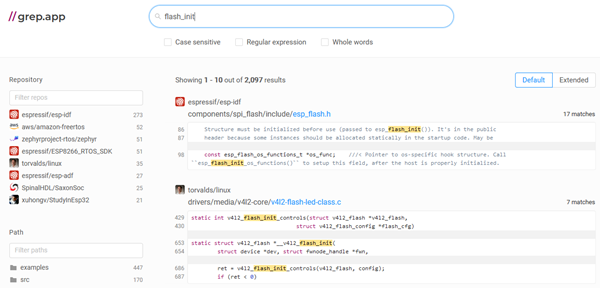 //grep.app
flash_init
Case sensitive
Regular expression
Whole words
Repository
Filter repos
espressif/esp-idf 273
aws/amazon-freertos 122
zephyrproject-rtos/zephyr 62
espressif/ESP8266_RTOS_SDK 51
torvalds/linux 35
espressif/esp-adf 27
SpinalHDL/SaxonSoc 21
xuhongv/StudyInEsp32 21
Path
Filter paths
examples 447
src 170
Showing 1 - 10 out of 2,097 results
Default
Extended
espressif/esp-idf
components/spi_flash/include/esp_flash.h
17 matches
86 Structure must be initialized before use (passed to esp_flash_init()). It's in the public
87 header because some instances should be allocated statically in the startup code. May be
98 const esp_flash_os_functions_t *os_func; ///< Pointer to os-specific hook structure. Call
``esp_flash_init_os_functions()`` to setup this field, after the host is properly initialized.
torvalds/linux
drivers/media/v4l2-core/v4l2-flash-led-class.c
7 matches
429 static int v4l2_flash_init_controls(struct v4l2_flash *v4l2_flash,
430 struct v4l2_flash_config *flash_cfg)
653 static struct v4l2_flash *__v4l2_flash_init(
654 struct device *dev, struct fwnode_handle *fwn,
686 ret = v4l2_flash_init_controls(v4l2_flash, config);
687 if (ret < 0)